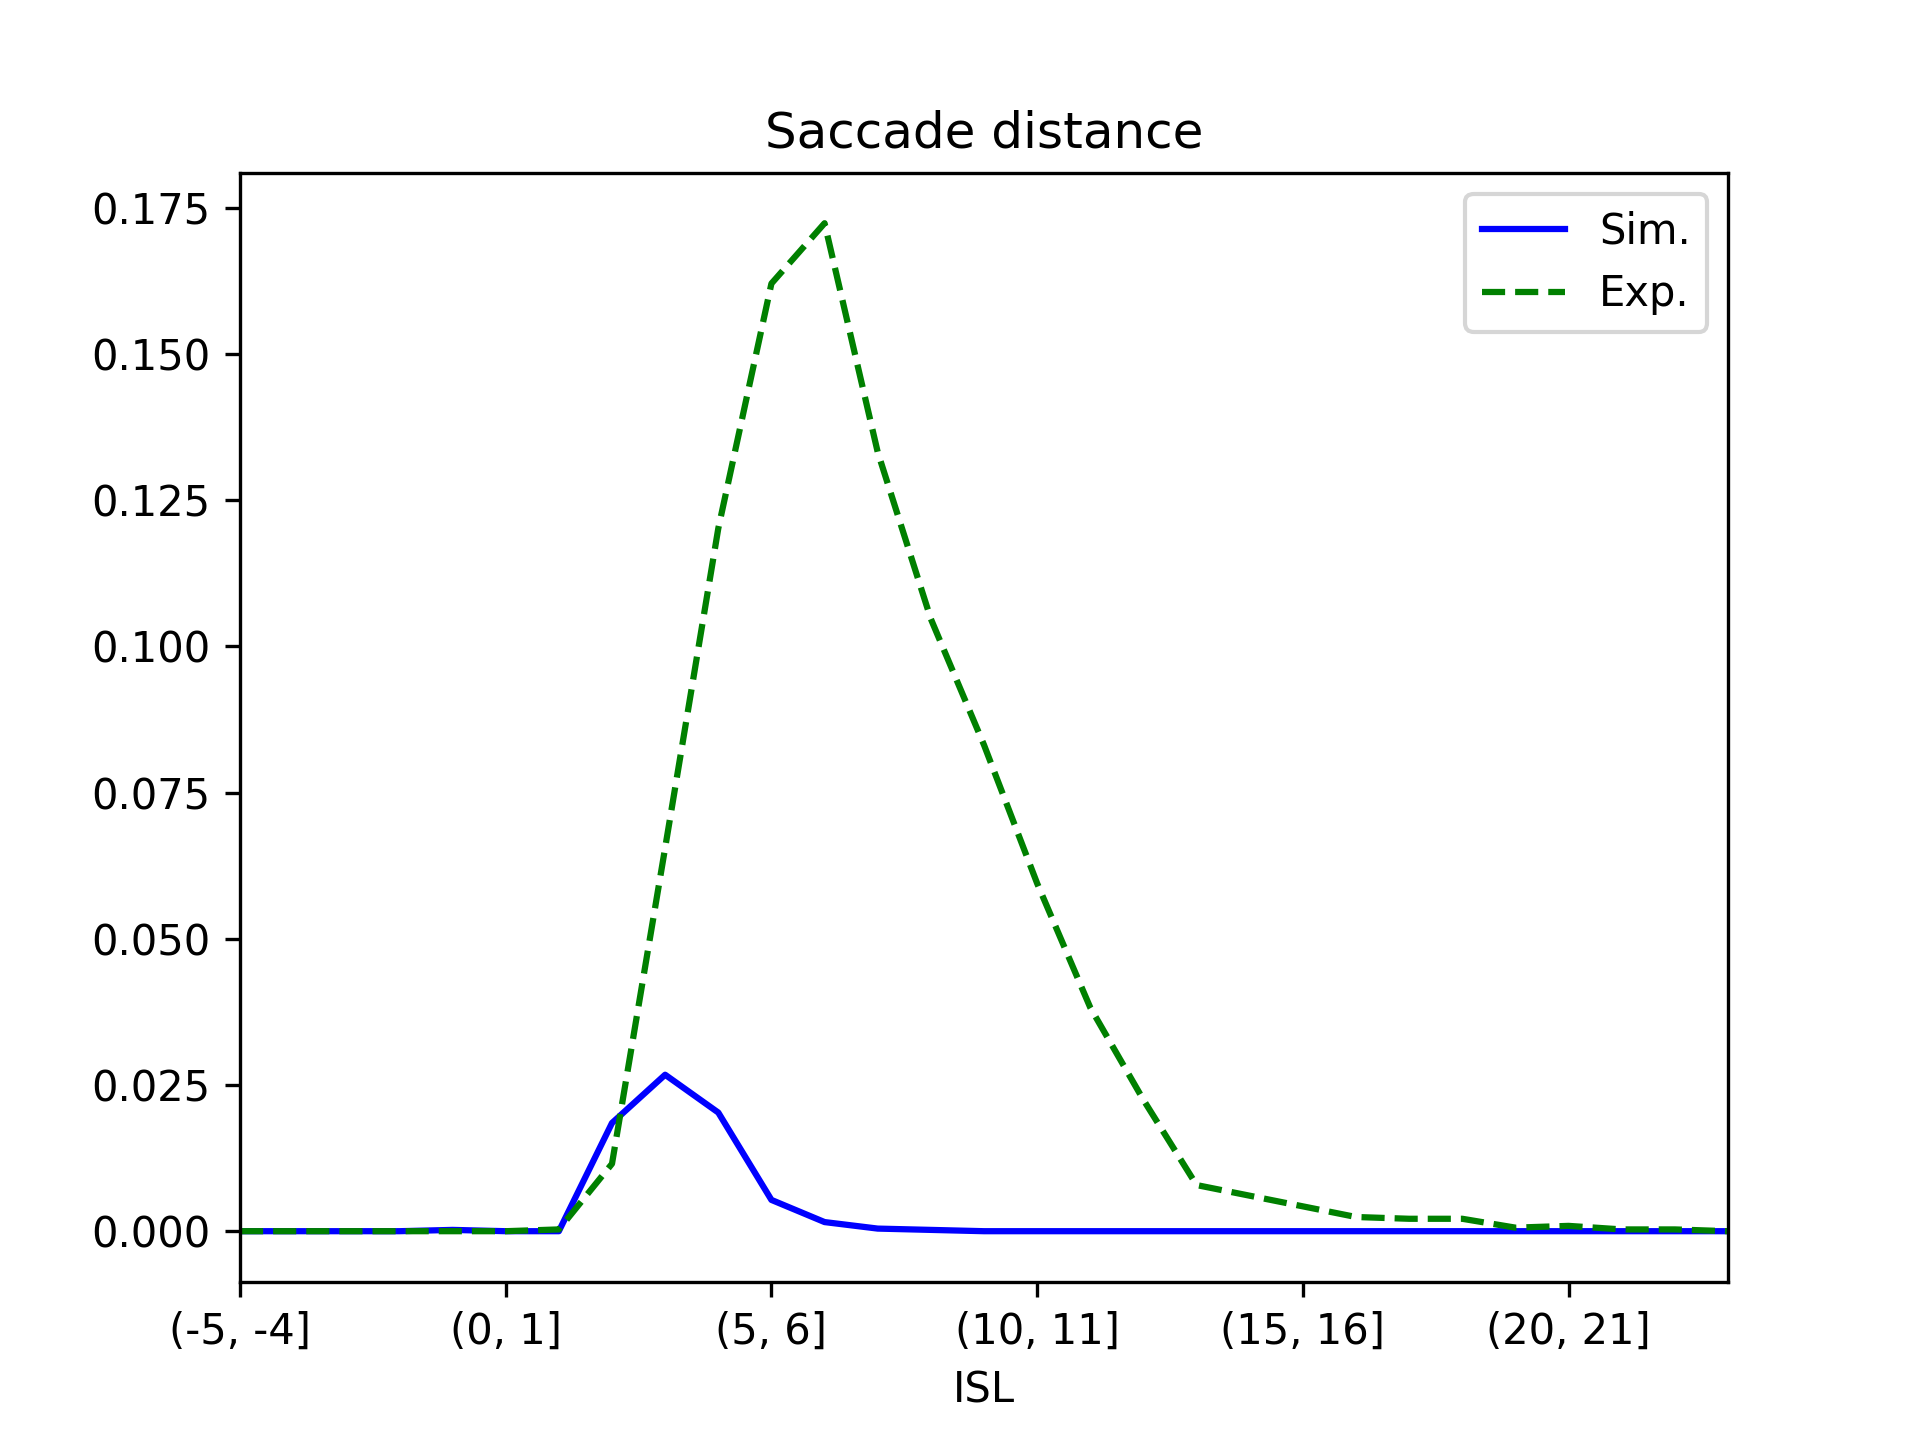 Saccade distance
0.175
0.150
0.125
0.100
0.075
0.050
0.025
0.000
Sim.
Exp.
(-5, -4] (0, 1] (5, 6] (10, 11] (15, 16] (20, 21]
ISL